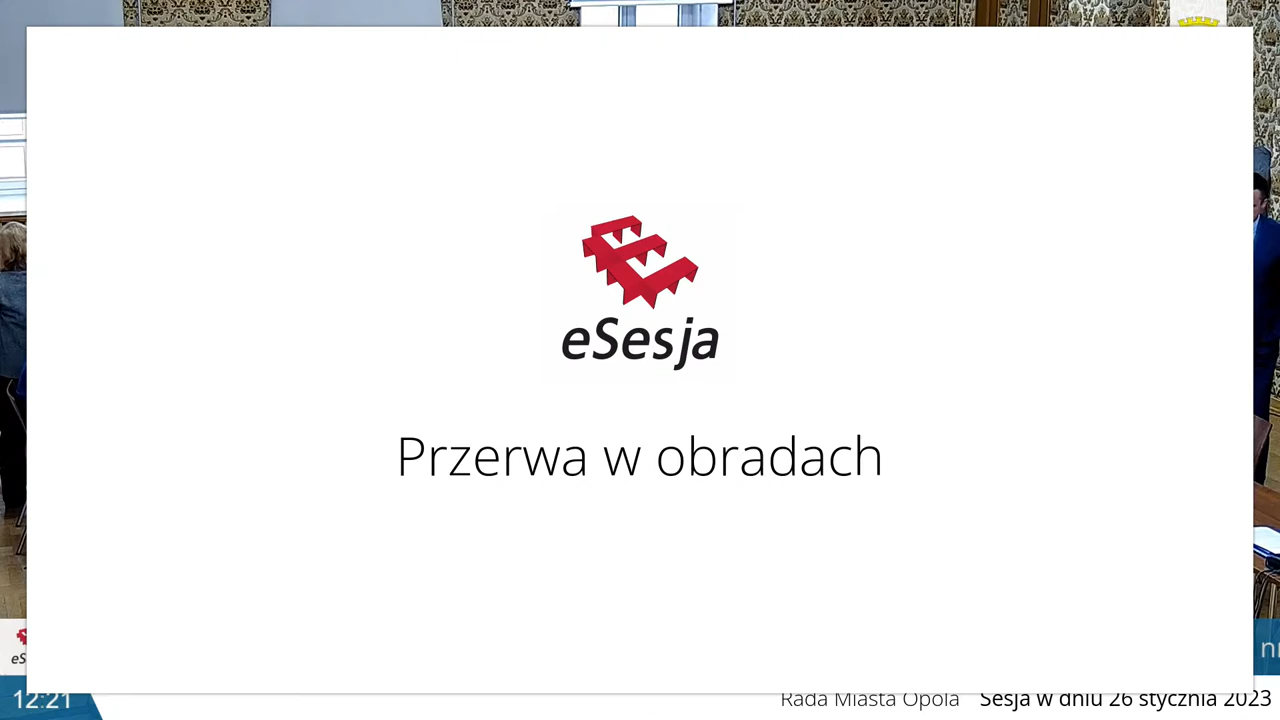 eSesja
Przerwa w obradach
12:21
Rada Miasta Opola Sesja w dniu 26 stycznia 2023